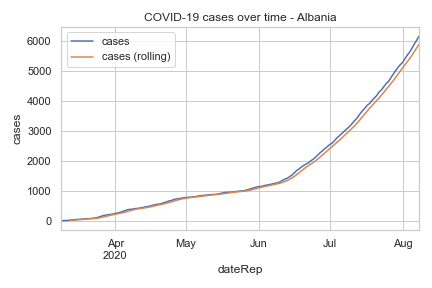 COVID-19 cases over time - Albania
cases
cases (rolling)
6000
5000
4000
3000
2000
1000
0
cases
Apr
2020
May
Jun
Jul
Aug
dateRep